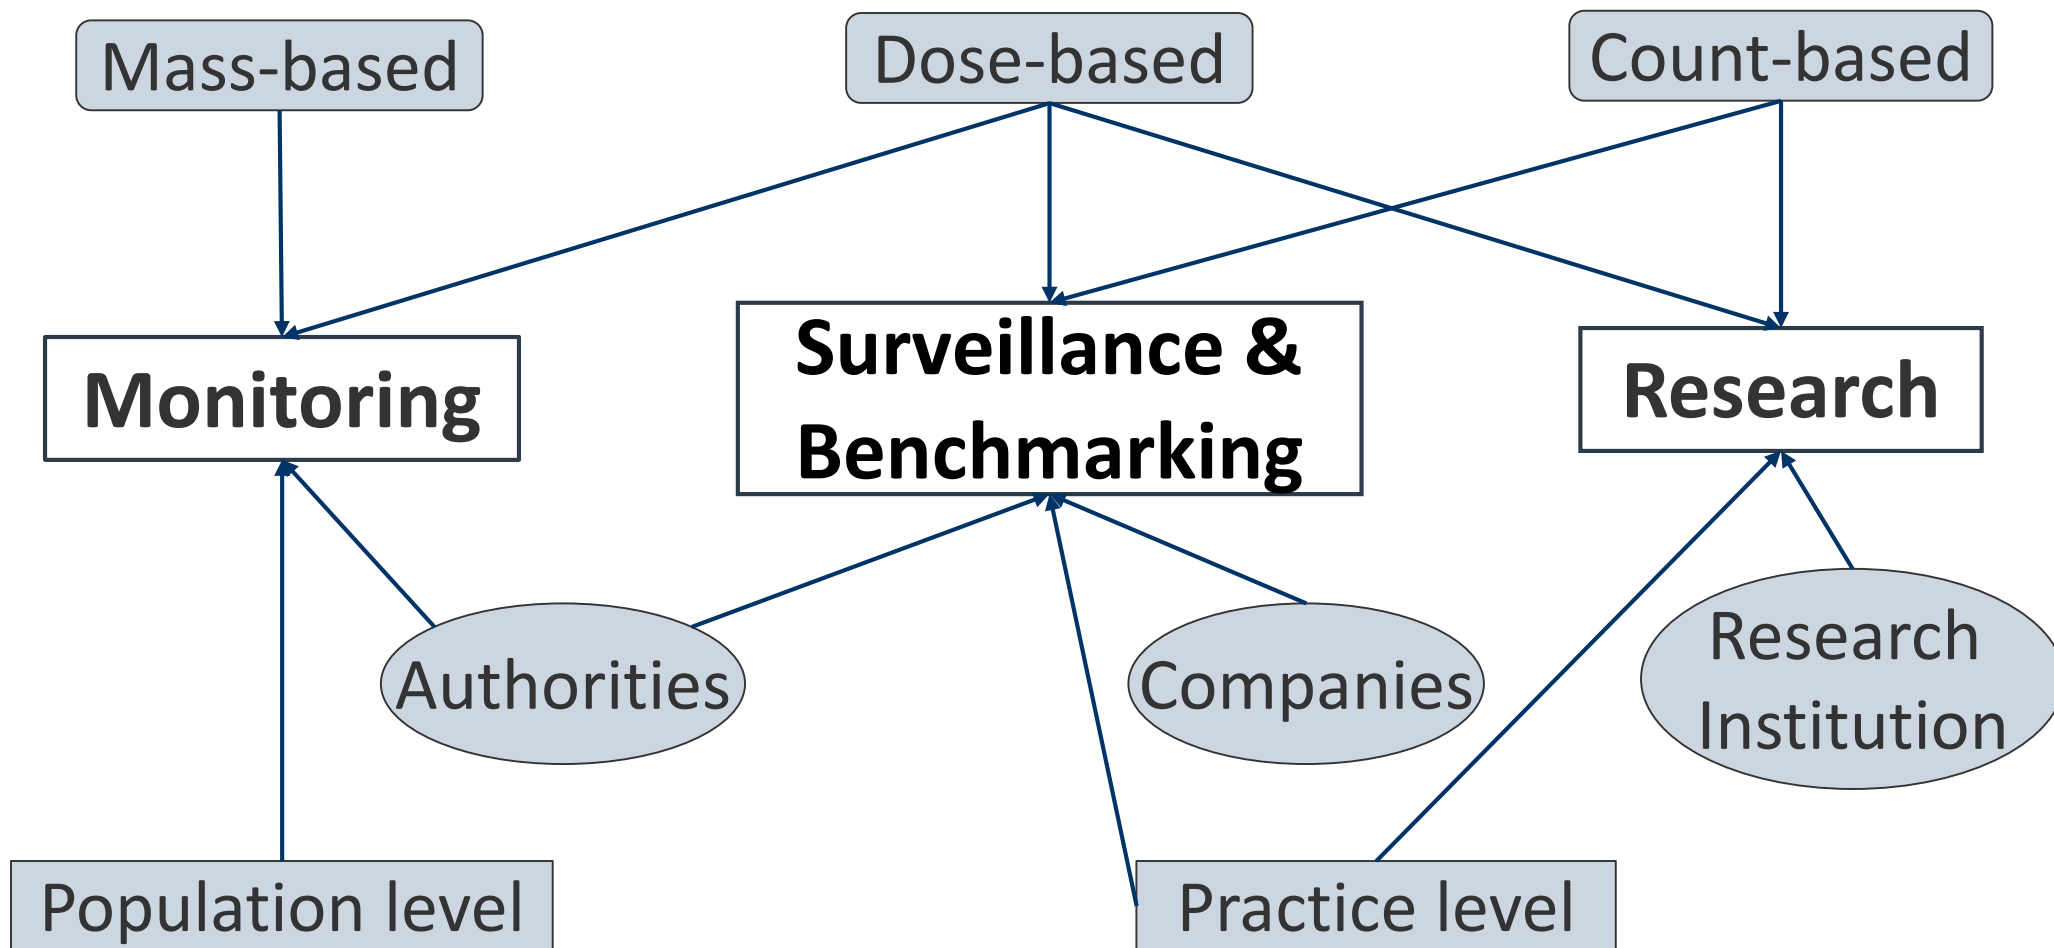 Mass-based
Dose-based
Count-based
Monitoring
Surveillance &
Benchmarking
Research
Authorities
Companies
Research
Institution
Population level
Practice level